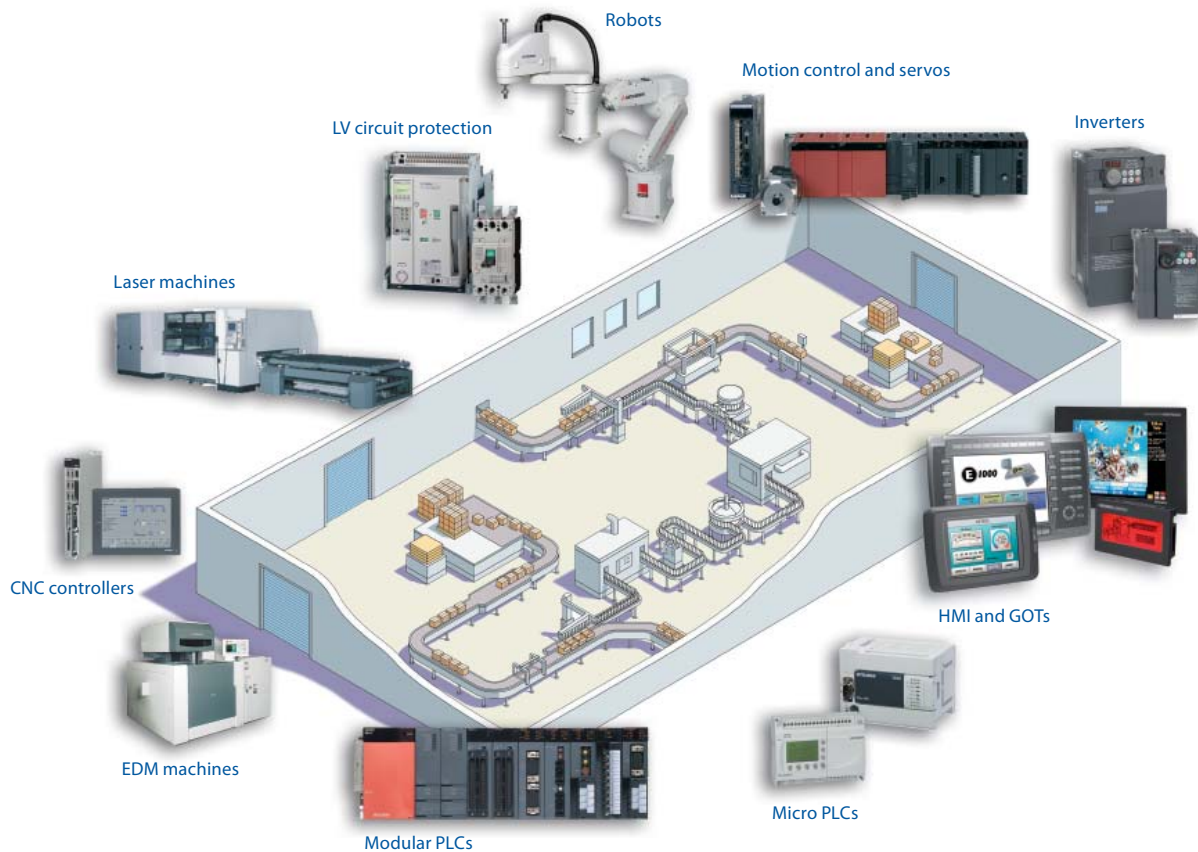 Robots
Motion control and servos
LV circuit protection
Inverters
Laser machines
E1000
CNC controllers
HMI and GOTs
EDM machines
Micro PLCs
Modular PLCs